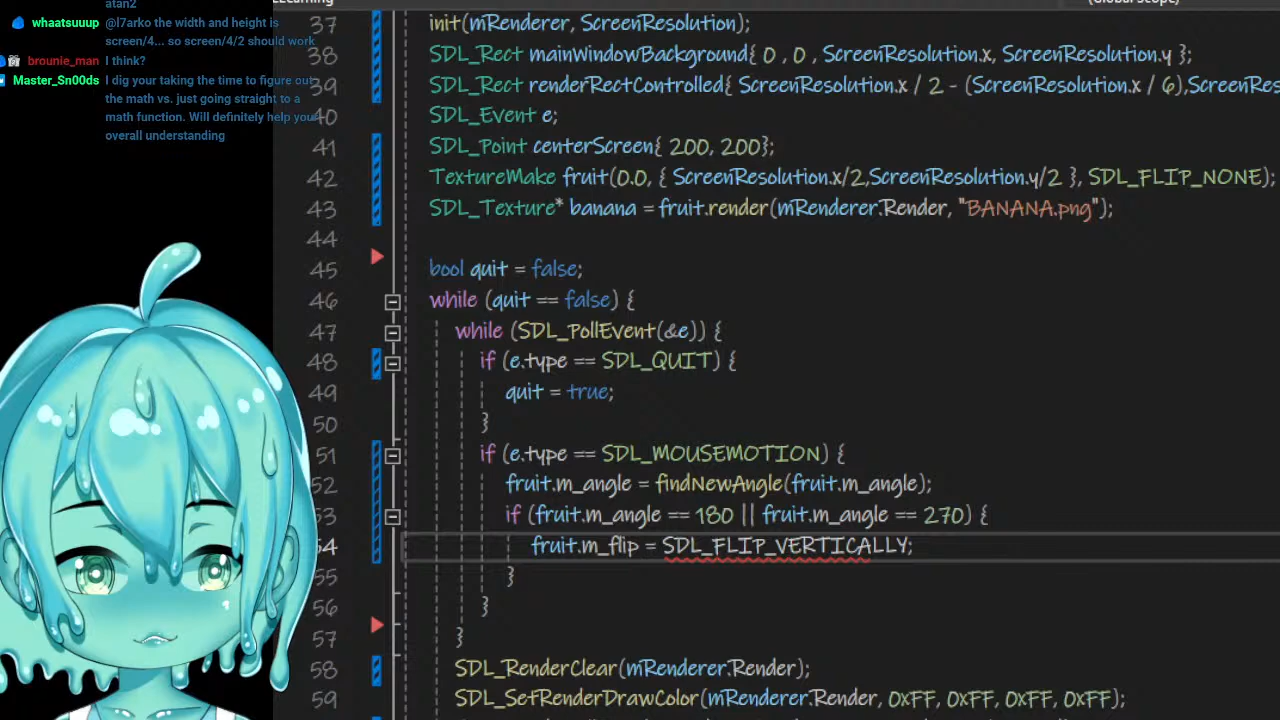 atan2
whaatsuuup @l7arko the width and height is
screen/4... so screen/4/2 should work
brounie_man I think?
Master_Sn00ds I dig your taking the time to figure out
the math vs. just going straight to a
math function. Will definitely help your
overall understanding
37 init(mRenderer, ScreenResolution);
38 SDL_Rect mainWindowBackground{ 0 , 0 , ScreenResolution.x, ScreenResolution.y };
39 SDL_Rect renderRectControlled{ ScreenResolution.x / 2 - (ScreenResolution.x / 6),ScreenReso
40 SDL_Event e;
41 SDL_Point centerScreen{ 200, 200};
42 TextureMake fruit(0.0, { ScreenResolution.x/2,ScreenResolution.y/2 }, SDL_FLIP_NONE);
43 SDL_Texture* banana = fruit.render(mRenderer.Render, "BANANA.png");
44
45 bool quit = false;
46 while (quit == false) {
47 while (SDL_PollEvent(&e)) {
48 if (e.type == SDL_QUIT) {
49 quit = true;
50 }
51 if (e.type == SDL_MOUSEMOTION) {
52 fruit.m_angle = findNewAngle(fruit.m_angle);
53 if (fruit.m_angle == 180 || fruit.m_angle == 270) {
54 fruit.m_flip = SDL_FLIP_VERTICALLY;
55 }
56 }
57 }
58 SDL_RenderClear(mRenderer.Render);
59 SDL_SetRenderDrawColor(mRenderer.Render, 0xFF, 0xFF, 0xFF, 0xFF);